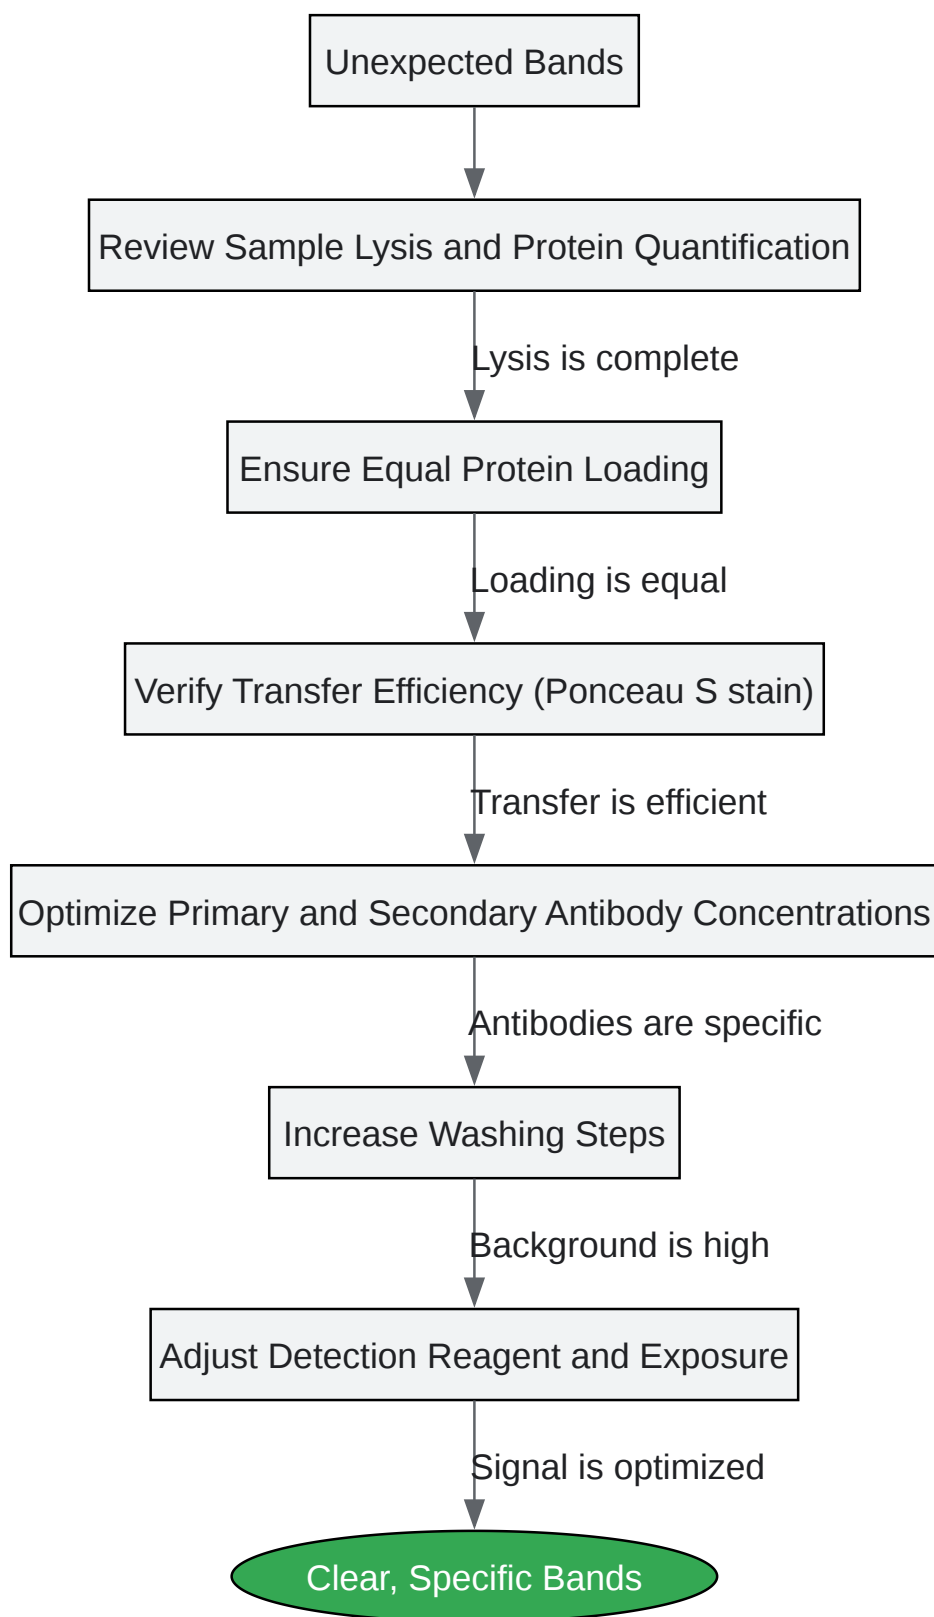 Unexpected Bands
Review Sample Lysis and Protein Quantification
Lysis is complete
Ensure Equal Protein Loading
Loading is equal
Verify Transfer Efficiency (Ponceau S stain)
Transfer is efficient
Optimize Primary and Secondary Antibody Concentrations
Antibodies are specific
Increase Washing Steps
Background is high
Adjust Detection Reagent and Exposure
Signal is optimized
Clear, Specific Bands